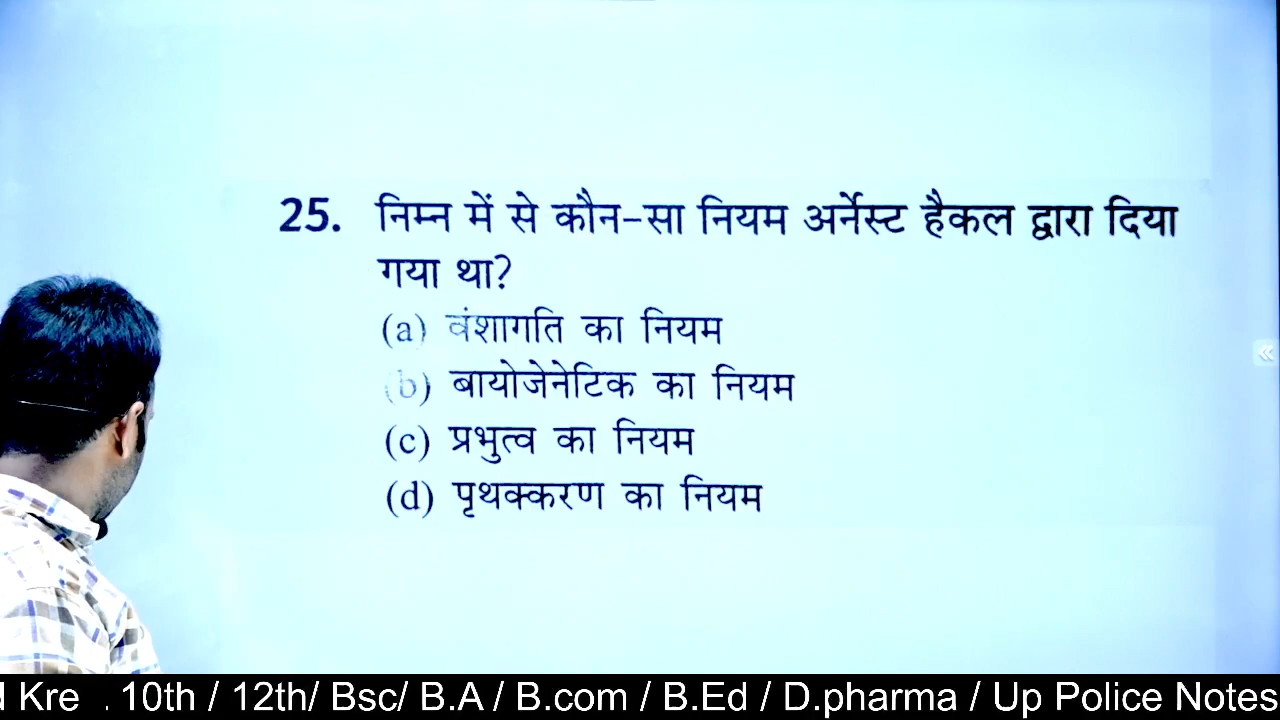 25. निम्न में से कौन-सा नियम अर्नेस्ट हैकल द्वारा दिया
गया था?
(a) वंशागति का नियम
(b) बायोजेनेटिक का नियम
(c) प्रभुत्व का नियम
(d) पृथक्करण का नियम
Kre . 10th / 12th/ Bsc/ B.A / B.com / B.Ed / D.pharma / Up Police Notes